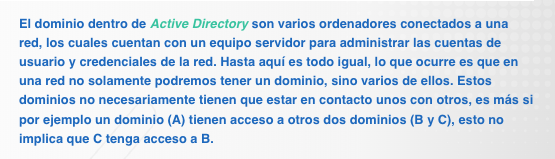 El dominio dentro de Active Directory son varios ordenadores conectados a una
red, los cuales cuentan con un equipo servidor para administrar las cuentas de
usuario y credenciales de la red. Hasta aquí es todo igual, lo que ocurre es que en
una red no solamente podremos tener un dominio, sino varios de ellos. Estos
dominios no necesariamente tienen que estar en contacto unos con otros, es más si
por ejemplo un dominio (A) tienen acceso a otros dos dominios (B y C), esto no
implica que C tenga acceso a B.